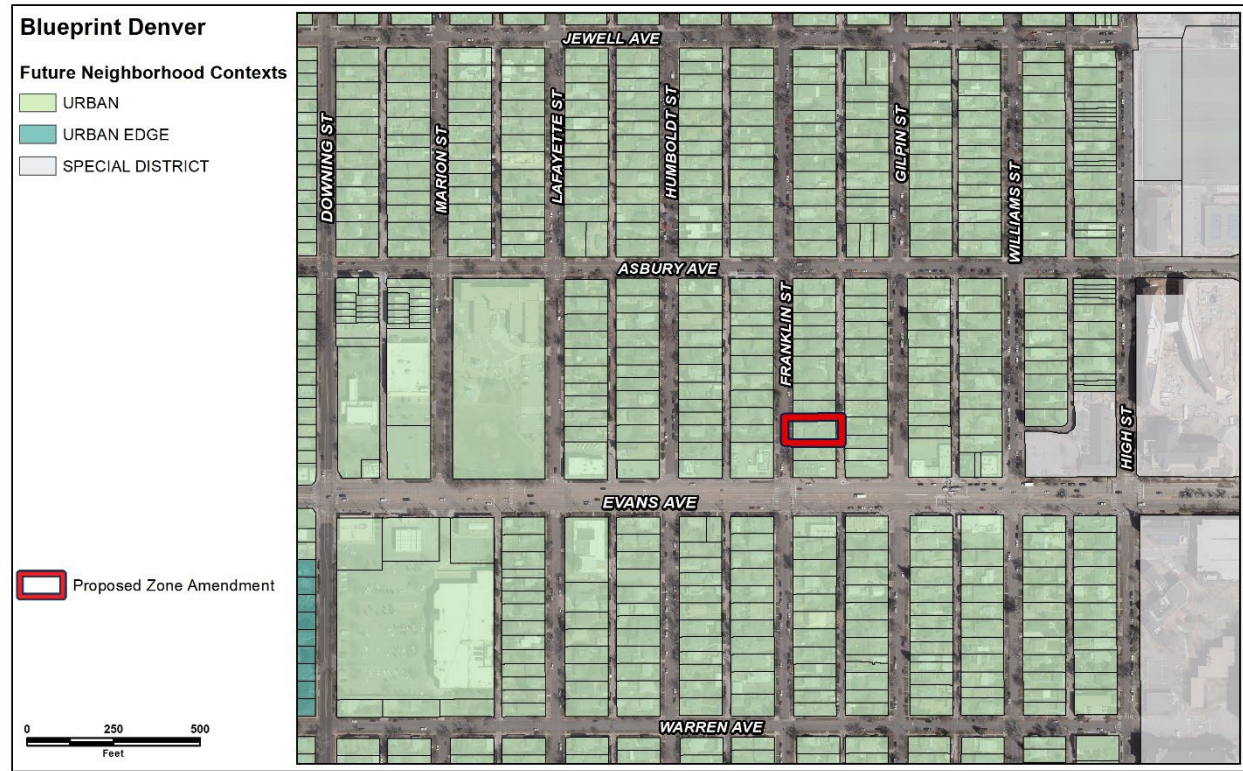 Blueprint Denver
Future Neighborhood Contexts
URBAN
URBAN EDGE
SPECIAL DISTRICT
Proposed Zone Amendment
0 250 500
Feet
JEWELL AVE
DOWNING ST
MARION ST
LAFAYETTE ST
HUMBOLDT ST
GILPIN ST
WILLIAMS ST
ASBURY AVE
FRANKLIN ST
HIGH ST
EVANS AVE
WARREN AVE